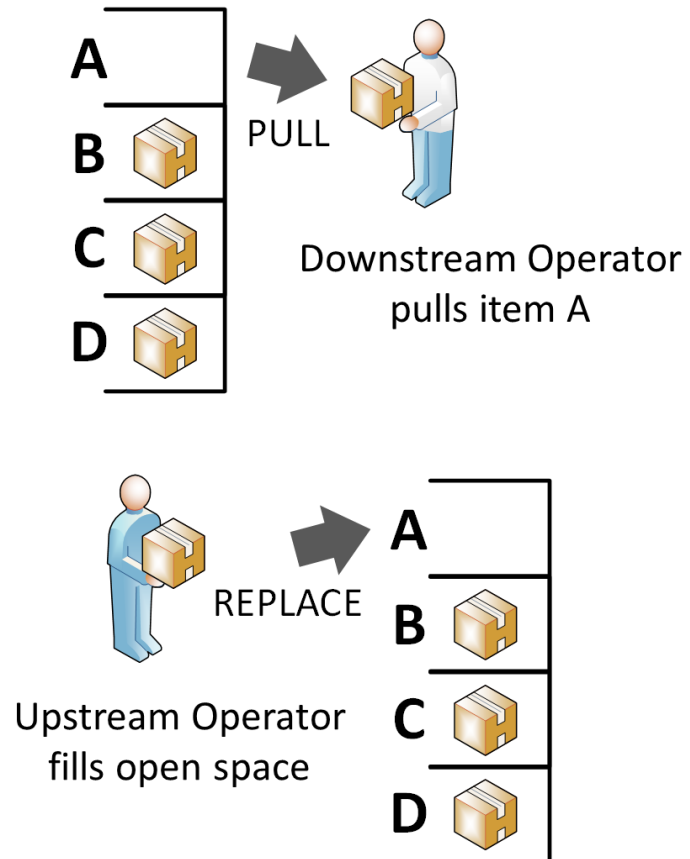 A
PULL
B
C
D
Downstream Operator
pulls item A
A
REPLACE
B
C
D
Upstream Operator
fills open space